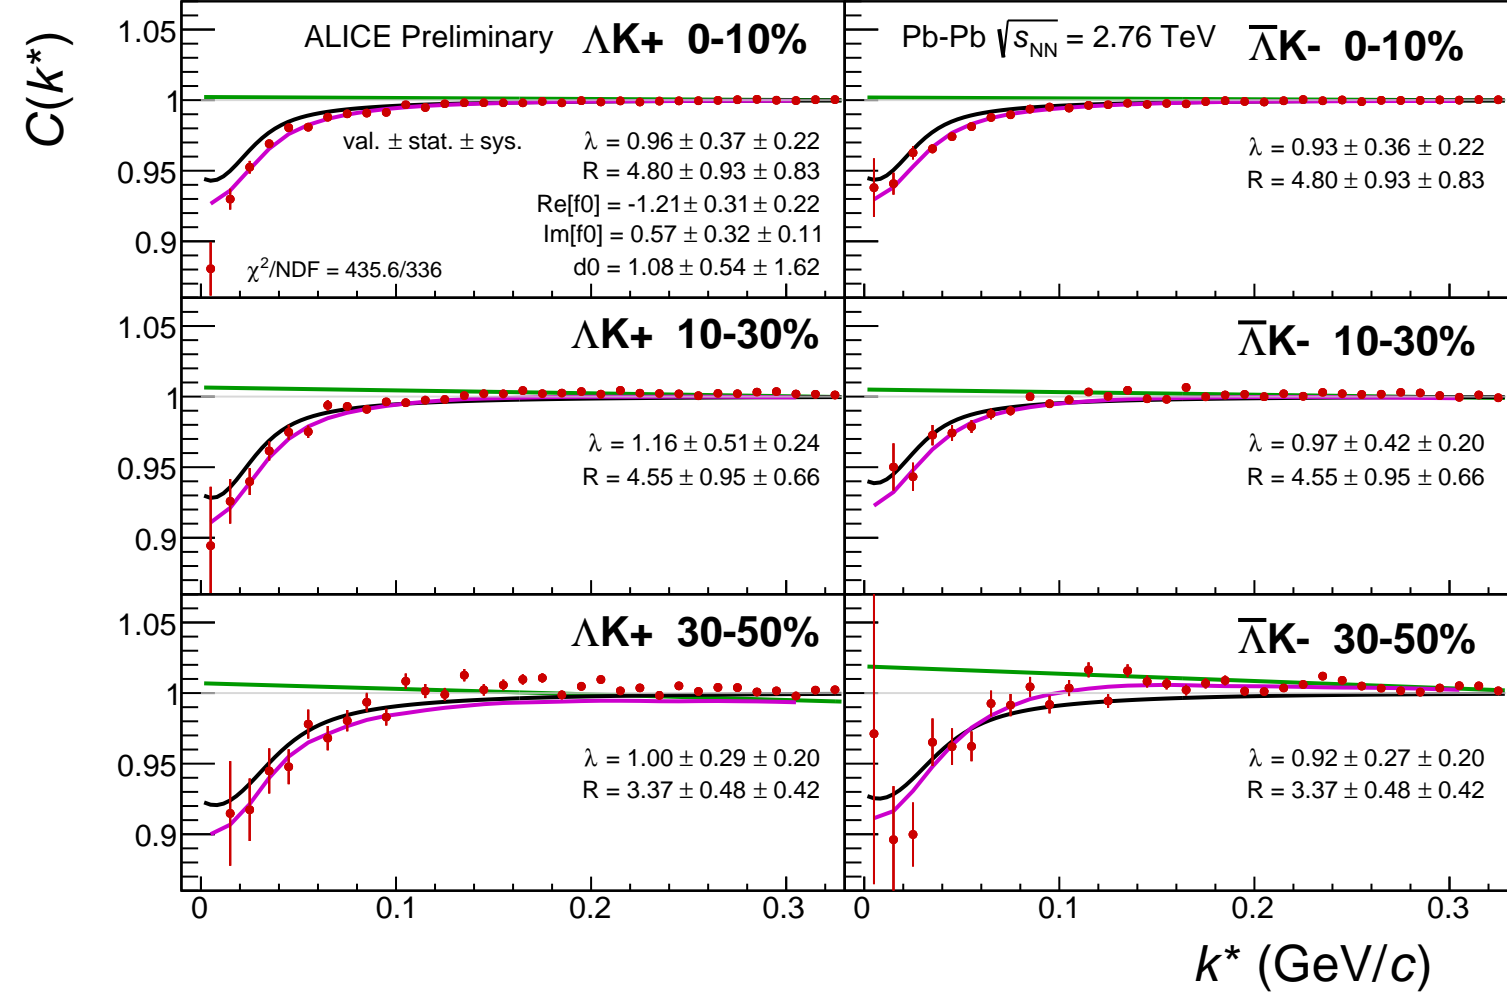 C(k*)
ALICE Preliminary ΛK+ 0-10%
1.05
1
0.95
0.9
val. ± stat. ± sys.
λ = 0.96 ± 0.37 ± 0.22
R = 4.80 ± 0.93 ± 0.83
Re[f0] = -1.21± 0.31 ± 0.22
Im[f0] = 0.57 ± 0.32 ± 0.11
d0 = 1.08 ± 0.54 ± 1.62
χ²/NDF = 435.6/336
Pb-Pb √sNN = 2.76 TeV Λ̅K- 0-10%
λ = 0.93 ± 0.36 ± 0.22
R = 4.80 ± 0.93 ± 0.83
ΛK+ 10-30%
1.05
1
0.95
0.9
λ = 1.16 ± 0.51 ± 0.24
R = 4.55 ± 0.95 ± 0.66
Λ̅K- 10-30%
λ = 0.97 ± 0.42 ± 0.20
R = 4.55 ± 0.95 ± 0.66
ΛK+ 30-50%
1.05
1
0.95
0.9
λ = 1.00 ± 0.29 ± 0.20
R = 3.37 ± 0.48 ± 0.42
Λ̅K- 30-50%
λ = 0.92 ± 0.27 ± 0.20
R = 3.37 ± 0.48 ± 0.42
0 0.1 0.2 0.3
0 0.1 0.2 0.3
k* (GeV/c)